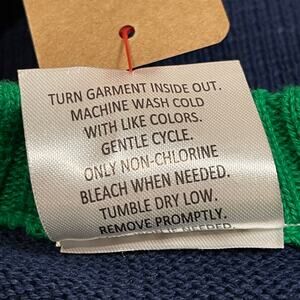 TURN GARMENT INSIDE OUT.
MACHINE WASH COLD
WITH LIKE COLORS.
GENTLE CYCLE.
ONLY NON-CHLORINE
BLEACH WHEN NEEDED.
TUMBLE DRY LOW.
REMOVE PROMPTLY.
NEEDED.